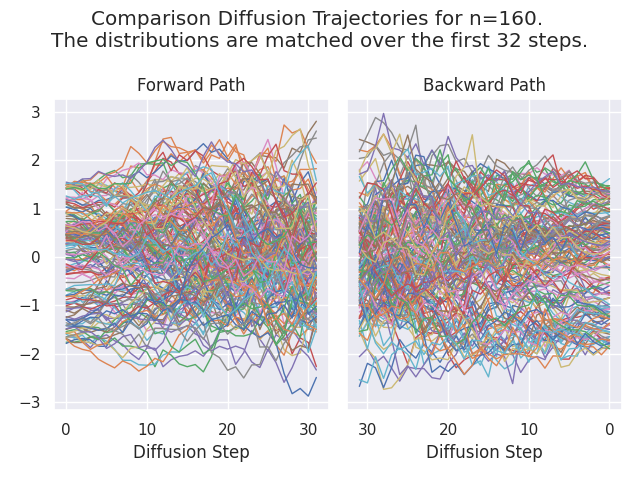 Comparison Diffusion Trajectories for n=160.
The distributions are matched over the first 32 steps.
Forward Path
Backward Path
3
2
1
0
−1
−2
−3
0 10 20 30
30 20 10 0
Diffusion Step
Diffusion Step